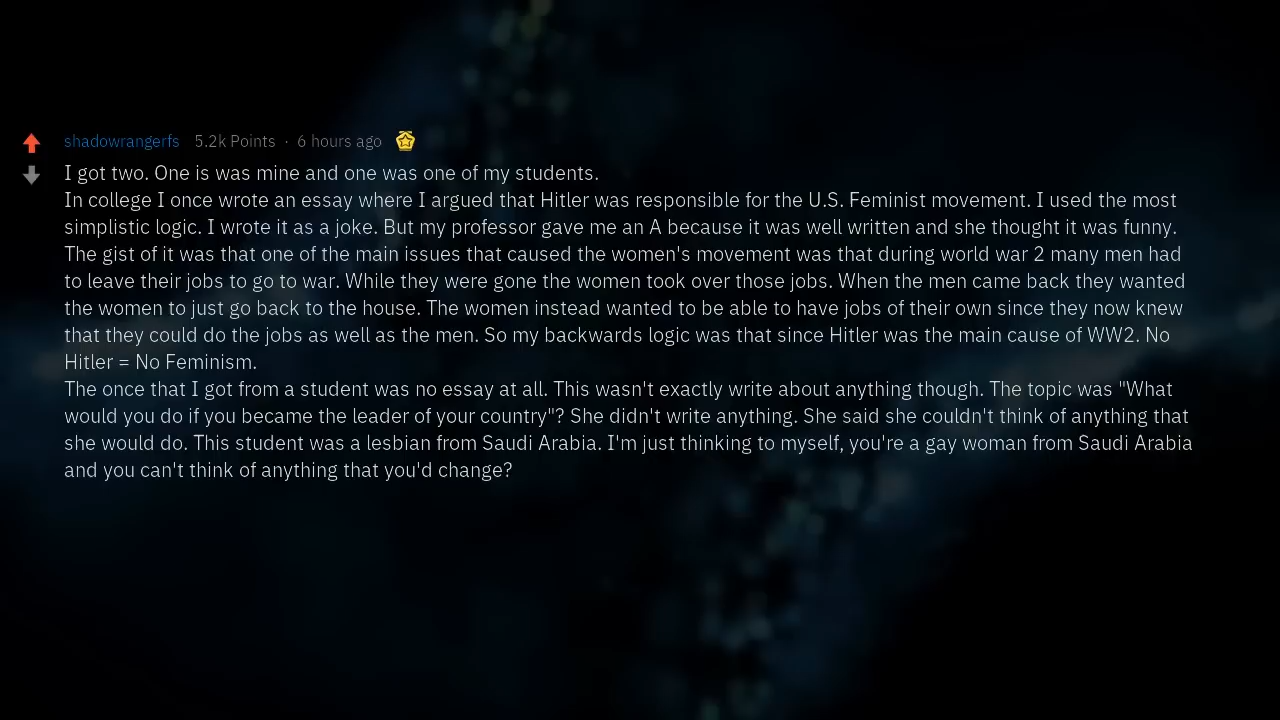 shadowrangerfs 5.2k Points · 6 hours ago
I got two. One is was mine and one was one of my students.
In college I once wrote an essay where I argued that Hitler was responsible for the U.S. Feminist movement. I used the most
simplistic logic. I wrote it as a joke. But my professor gave me an A because it was well written and she thought it was funny.
The gist of it was that one of the main issues that caused the women's movement was that during world war 2 many men had
to leave their jobs to go to war. While they were gone the women took over those jobs. When the men came back they wanted
the women to just go back to the house. The women instead wanted to be able to have jobs of their own since they now knew
that they could do the jobs as well as the men. So my backwards logic was that since Hitler was the main cause of WW2. No
Hitler = No Feminism.
The once that I got from a student was no essay at all. This wasn't exactly write about anything though. The topic was "What
would you do if you became the leader of your country"? She didn't write anything. She said she couldn't think of anything that
she would do. This student was a lesbian from Saudi Arabia. I'm just thinking to myself, you're a gay woman from Saudi Arabia
and you can't think of anything that you'd change?